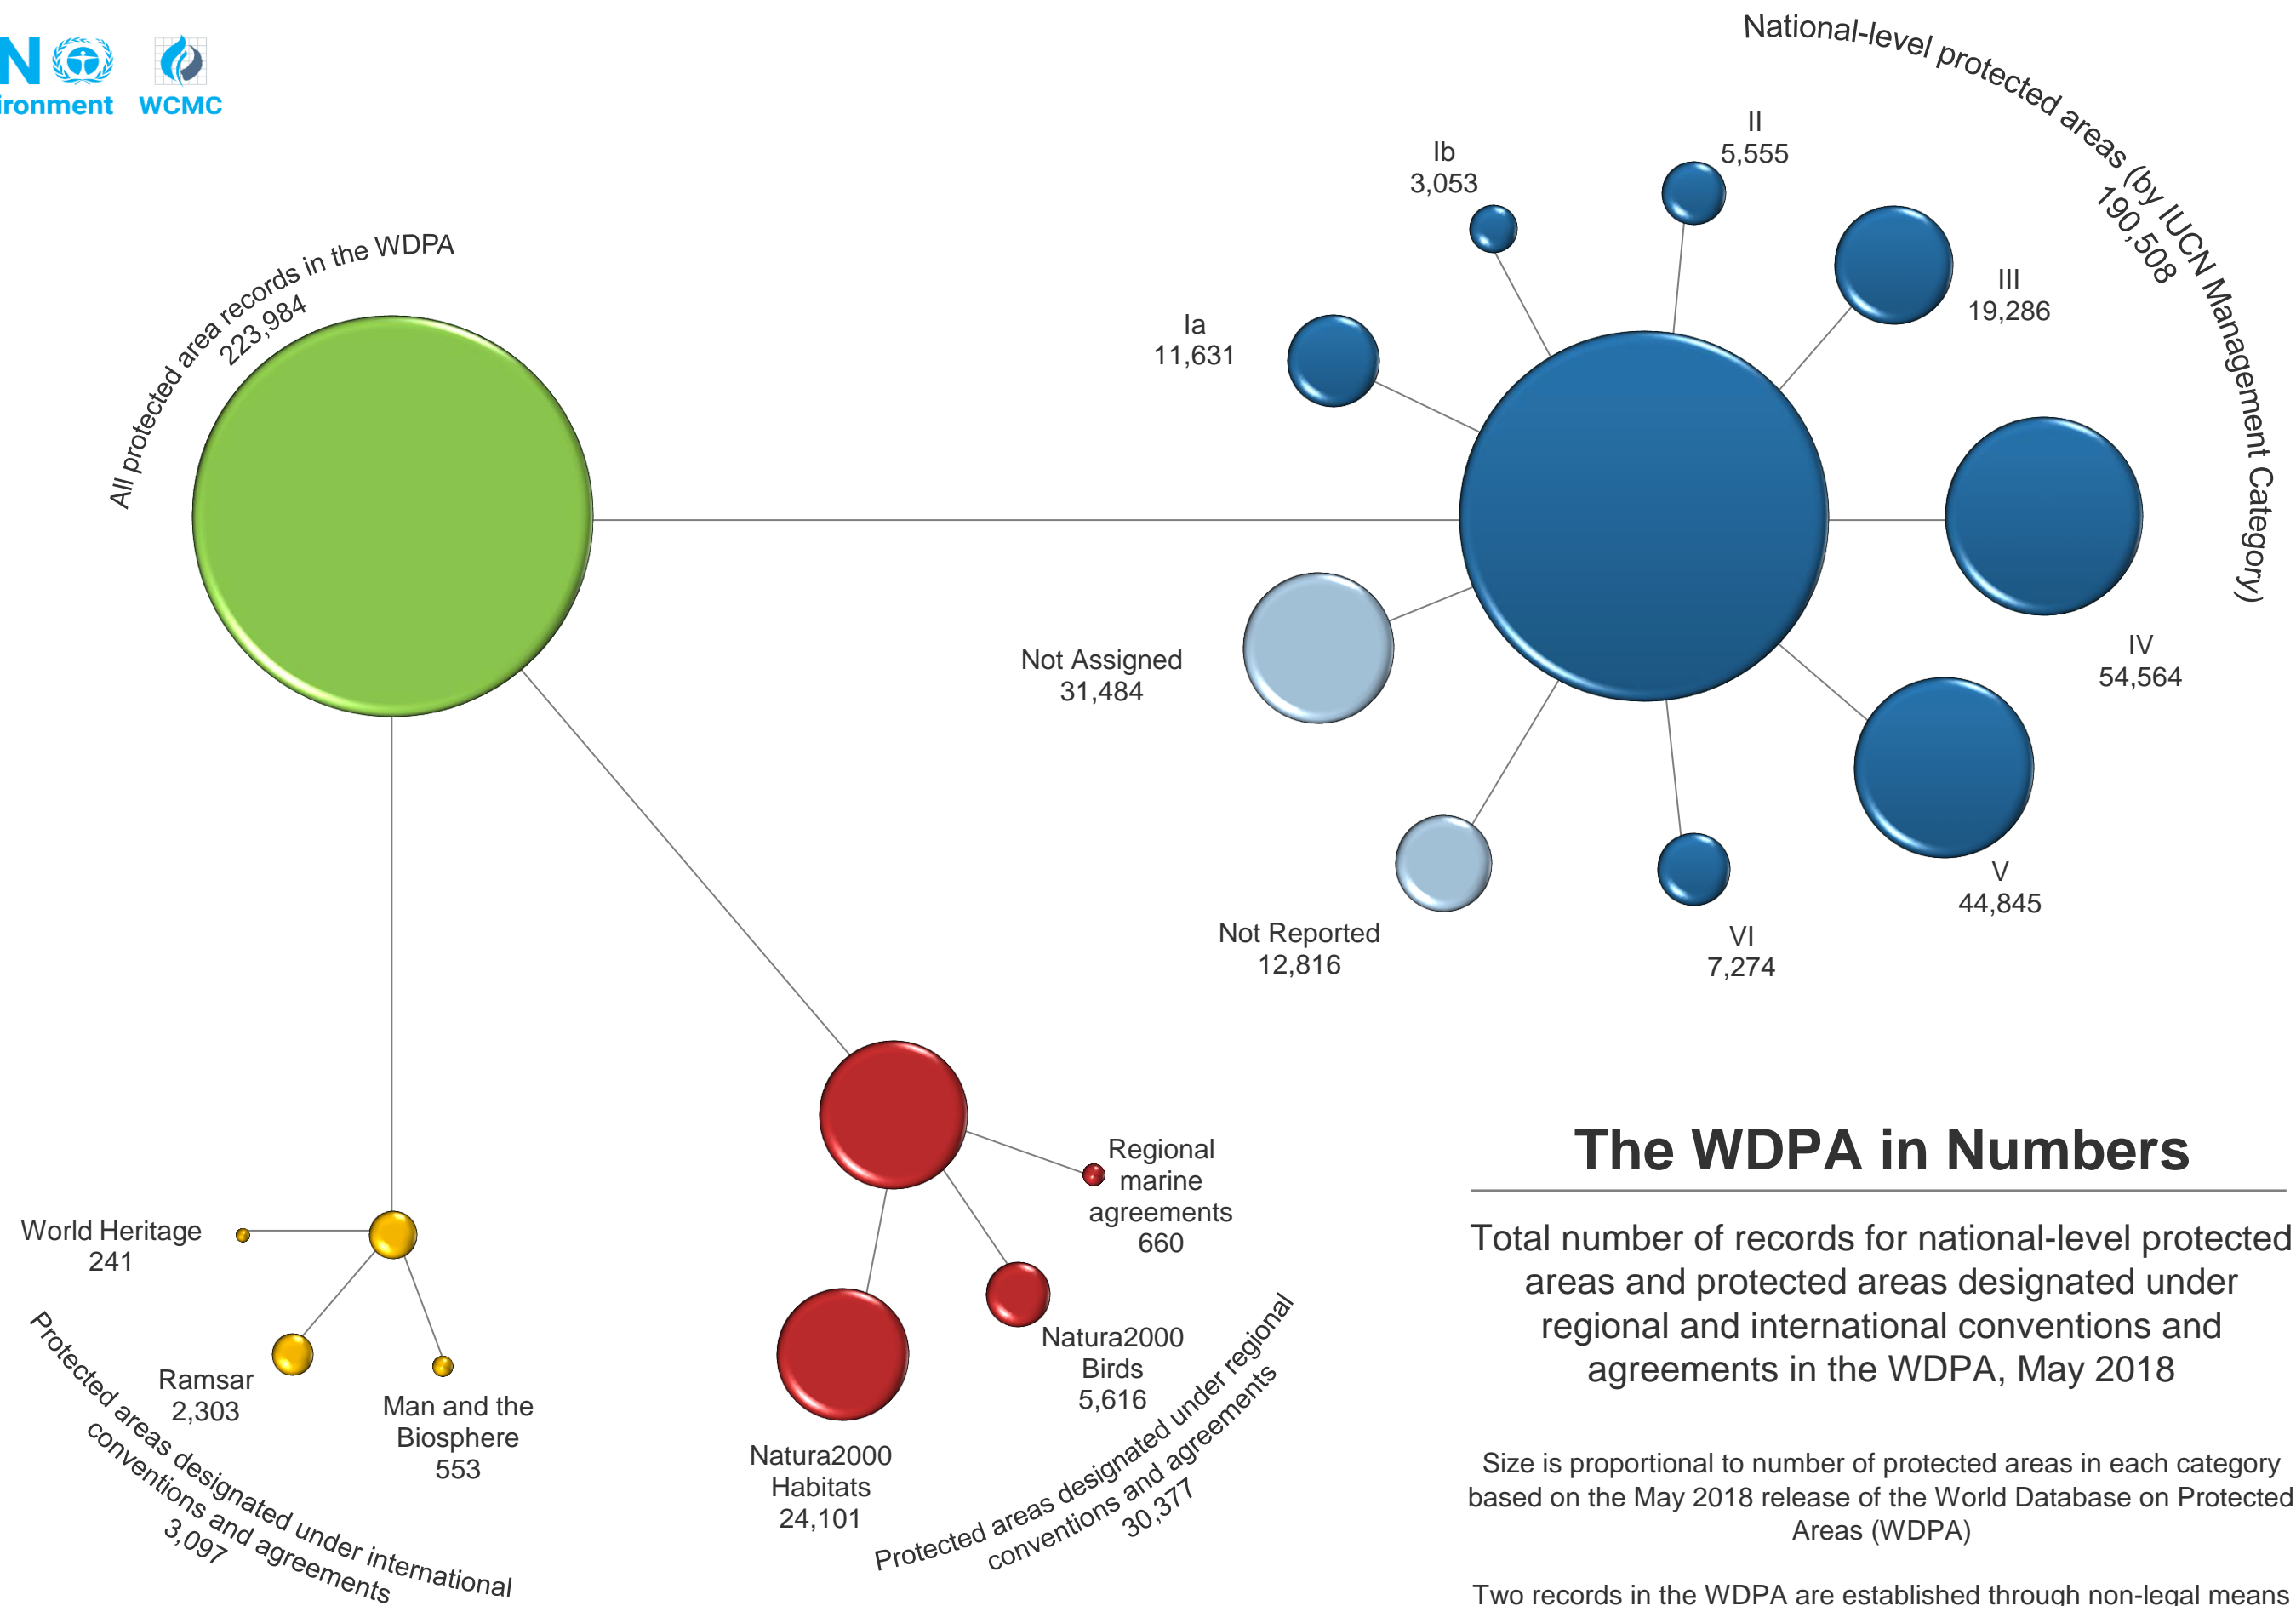 N
ironment
WCMC
National-level protected areas (by IUCN Management Category)
190,508
II
5,555
Ib
3,053
III
19,286
Ia
11,631
All protected area records in the WDPA
223,984
IV
54,564
Not Assigned
31,484
V
44,845
Not Reported
12,816
VI
7,274
The WDPA in Numbers
Total number of records for national-level protected
areas and protected areas designated under
regional and international conventions and
agreements in the WDPA, May 2018
Size is proportional to number of protected areas in each category
based on the May 2018 release of the World Database on Protected
Areas (WDPA)
Two records in the WDPA are established through non-legal means
Regional
marine
agreements
660
Natura2000
Birds
5,616
Natura2000
Habitats
24,101
Protected areas designated under regional
conventions and agreements
30,377
World Heritage
241
Ramsar
2,303
Man and the
Biosphere
553
Protected areas designated under international
conventions and agreements
3,097